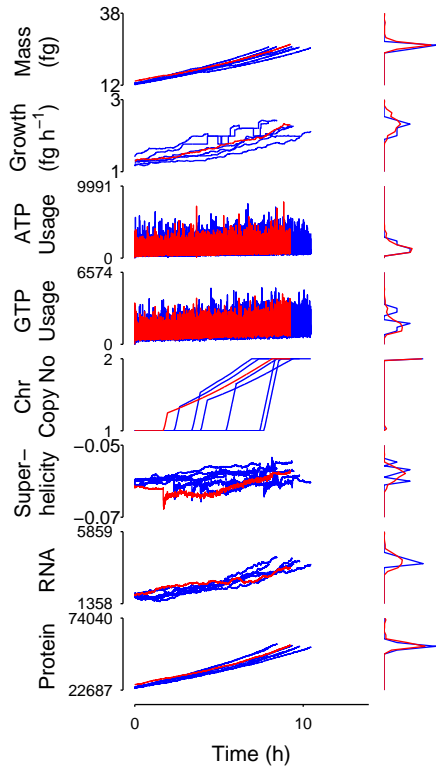 38
Mass
(fg)
12
3
Growth
(fg h⁻¹)
1
9991
ATP
Usage
0
6574
GTP
Usage
0
2
Chr
Copy No
1
−0.05
Super−
helicity
−0.07
5859
RNA
1358
74040
Protein
22687
0 10
Time (h)